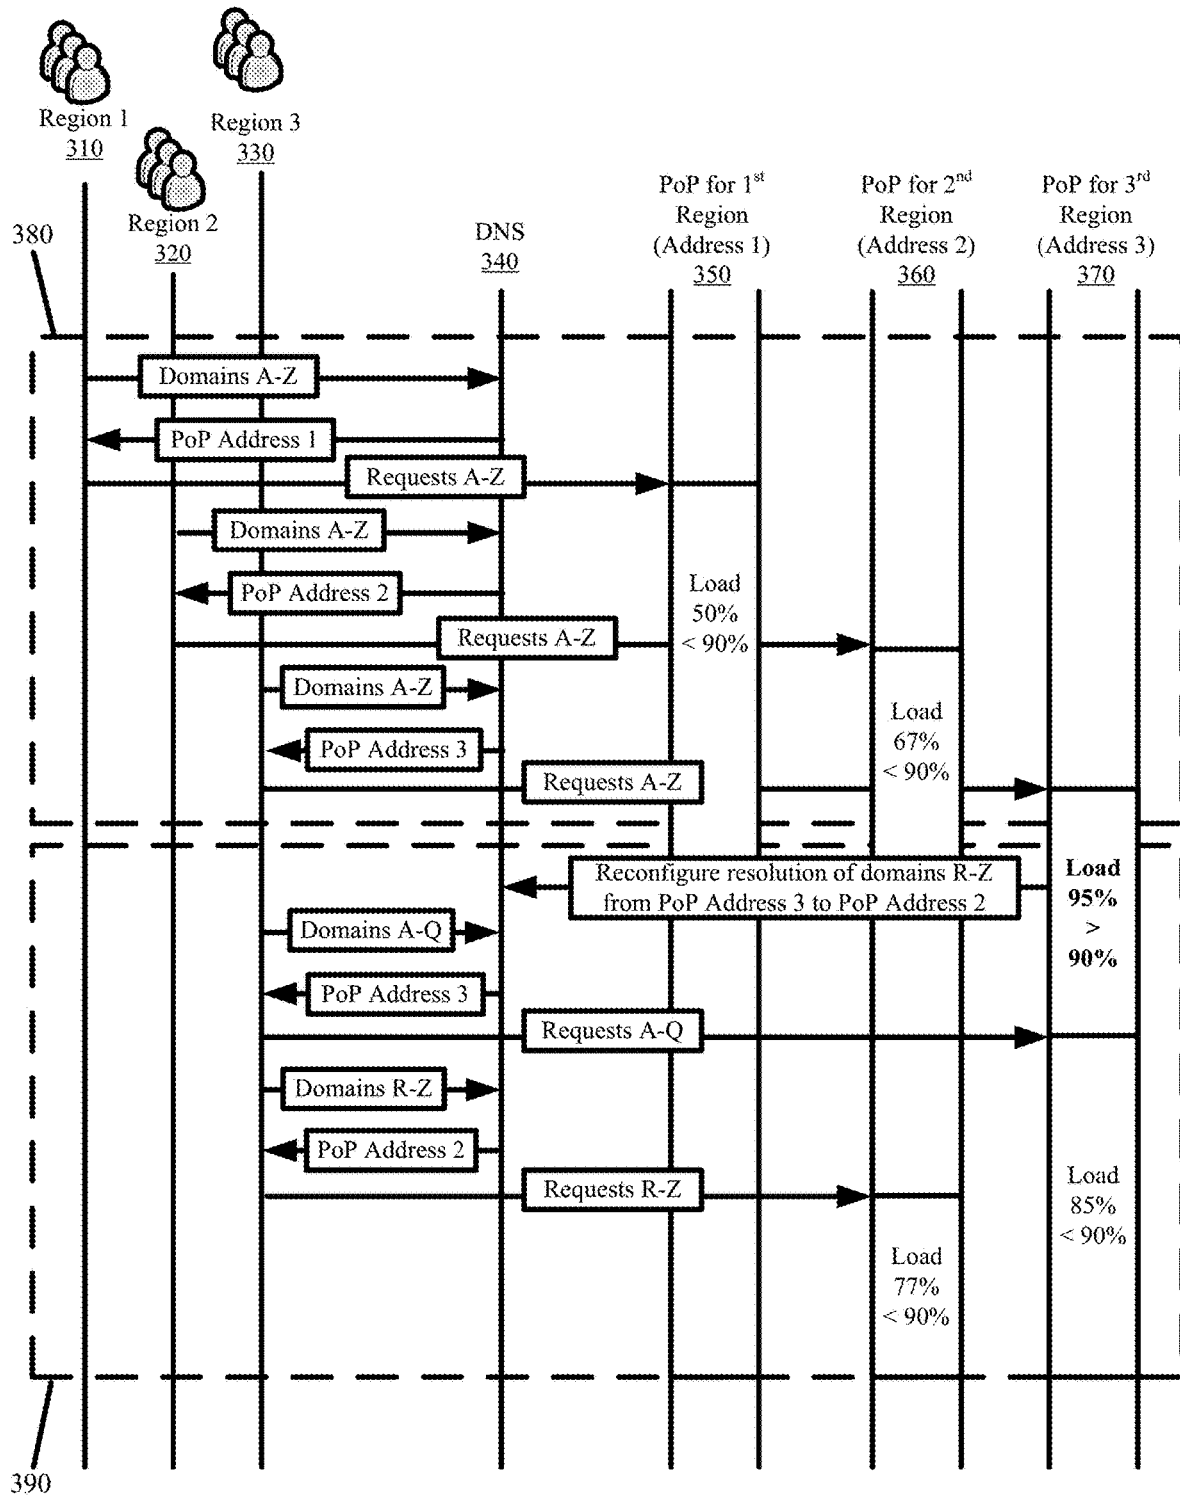 Region 1
310
Region 3
330
Region 2
320
380
DNS
340
PoP for 1st
Region
(Address 1)
350
PoP for 2nd
Region
(Address 2)
360
PoP for 3rd
Region
(Address 3)
370
Domains A-Z
PoP Address 1
Requests A-Z
Domains A-Z
PoP Address 2
Requests A-Z
Load
50%
< 90%
Domains A-Z
PoP Address 3
Requests A-Z
Load
67%
< 90%
Reconfigure resolution of domains R-Z
from PoP Address 3 to PoP Address 2
Load
95%
>
90%
Domains A-Q
PoP Address 3
Requests A-Q
Domains R-Z
PoP Address 2
Requests R-Z
Load
85%
< 90%
Load
77%
< 90%
390